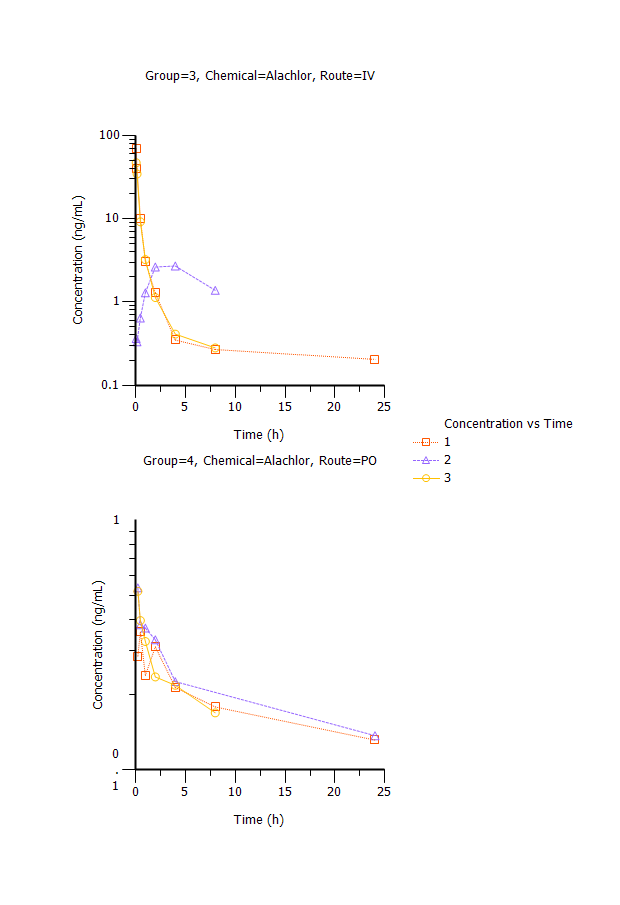 Group=3, Chemical=Alachlor, Route=IV
100
10
1
0.1
Concentration (ng/mL)
0 5 10 15 20 25
Time (h)
Concentration vs Time
1
2
3
Group=4, Chemical=Alachlor, Route=PO
1
0
.
1
Concentration (ng/mL)
0 5 10 15 20 25
Time (h)